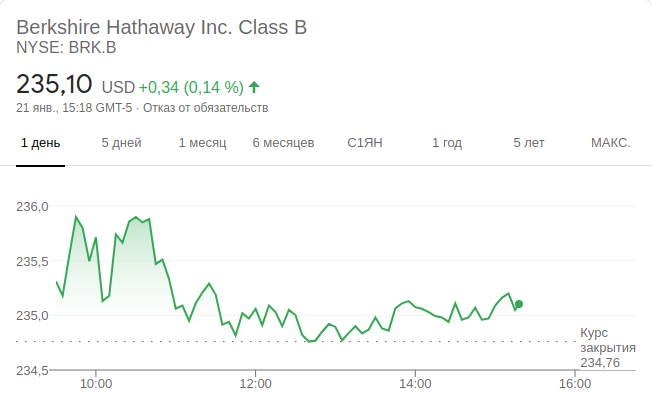 Berkshire Hathaway Inc. Class B
NYSE: BRK.B
235,10 USD +0,34 (0,14 %)
21 янв., 15:18 GMT-5 · Отказ от обязательств
1 день 5 дней 1 месяц 6 месяцев С1ЯН 1 год 5 лет МАКС.
236,0
235,5
235,0
234,5
Курс
закрытия
234,76
10:00 12:00 14:00 16:00